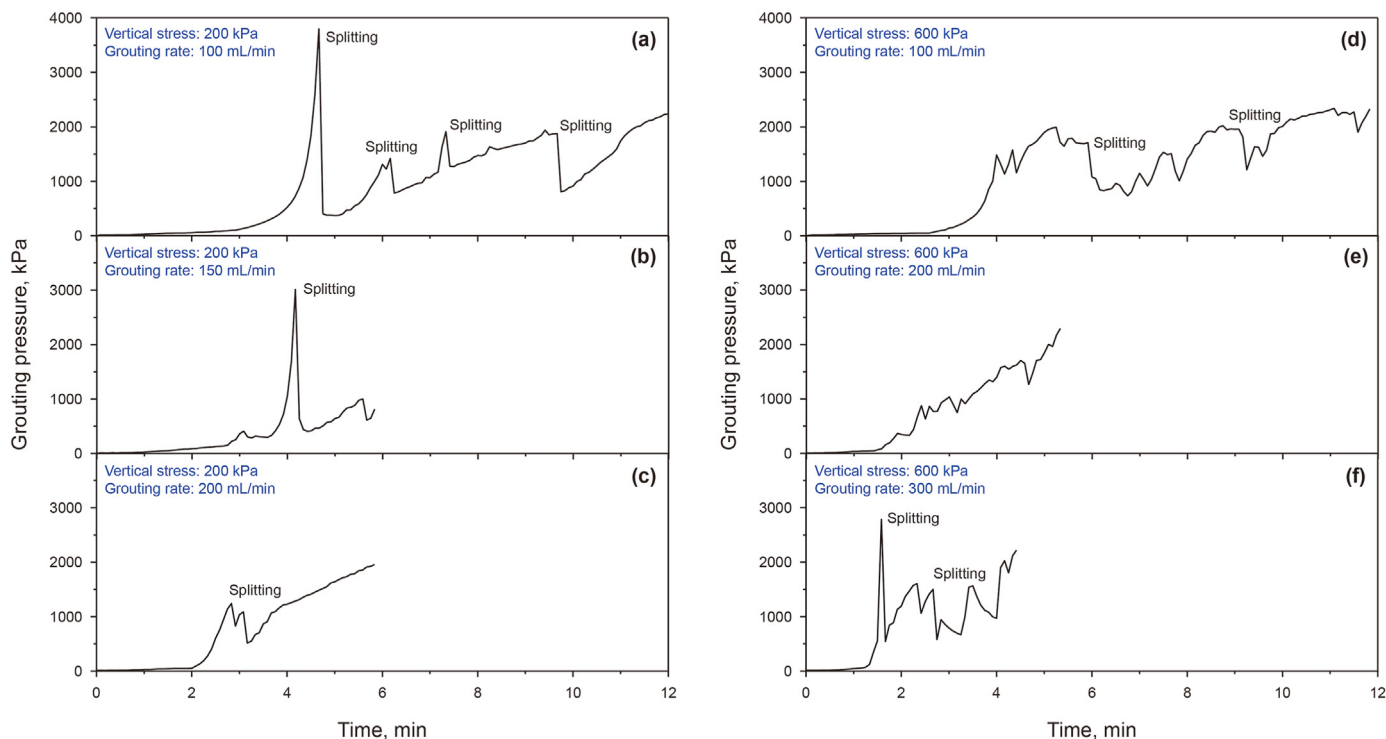 4000
3000
2000
1000
0
Vertical stress: 200 kPa
Grouting rate: 100 mL/min
(a)
Splitting
Splitting
Splitting
Splitting
3000
2000
1000
0
Vertical stress: 200 kPa
Grouting rate: 150 mL/min
(b)
Splitting
3000
2000
1000
0
Vertical stress: 200 kPa
Grouting rate: 200 mL/min
(c)
Splitting
0 2 4 6 8 10 12
Grouting pressure, kPa
Time, min
4000
3000
2000
1000
0
Vertical stress: 600 kPa
Grouting rate: 100 mL/min
(d)
Splitting
Splitting
3000
2000
1000
0
Vertical stress: 600 kPa
Grouting rate: 200 mL/min
(e)
3000
2000
1000
0
Vertical stress: 600 kPa
Grouting rate: 300 mL/min
(f)
Splitting
Splitting
0 2 4 6 8 10 12
Grouting pressure, kPa
Time, min